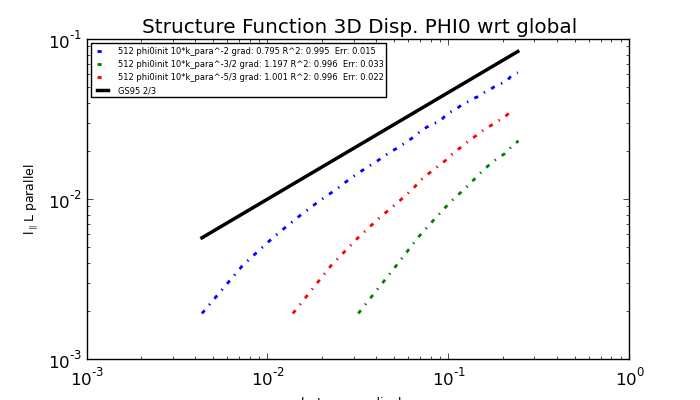 Structure Function 3D Disp. PHI0 wrt global
512 phi0init 10*k_para^-2 grad: 0.795 R^2: 0.995 Err: 0.015
512 phi0init 10*k_para^-3/2 grad: 1.197 R^2: 0.996 Err: 0.033
512 phi0init 10*k_para^-5/3 grad: 1.001 R^2: 0.996 Err: 0.022
GS95 2/3
l∥ L parallel
10^-1
10^-2
10^-3
10^-3 10^-2 10^-1 10^0